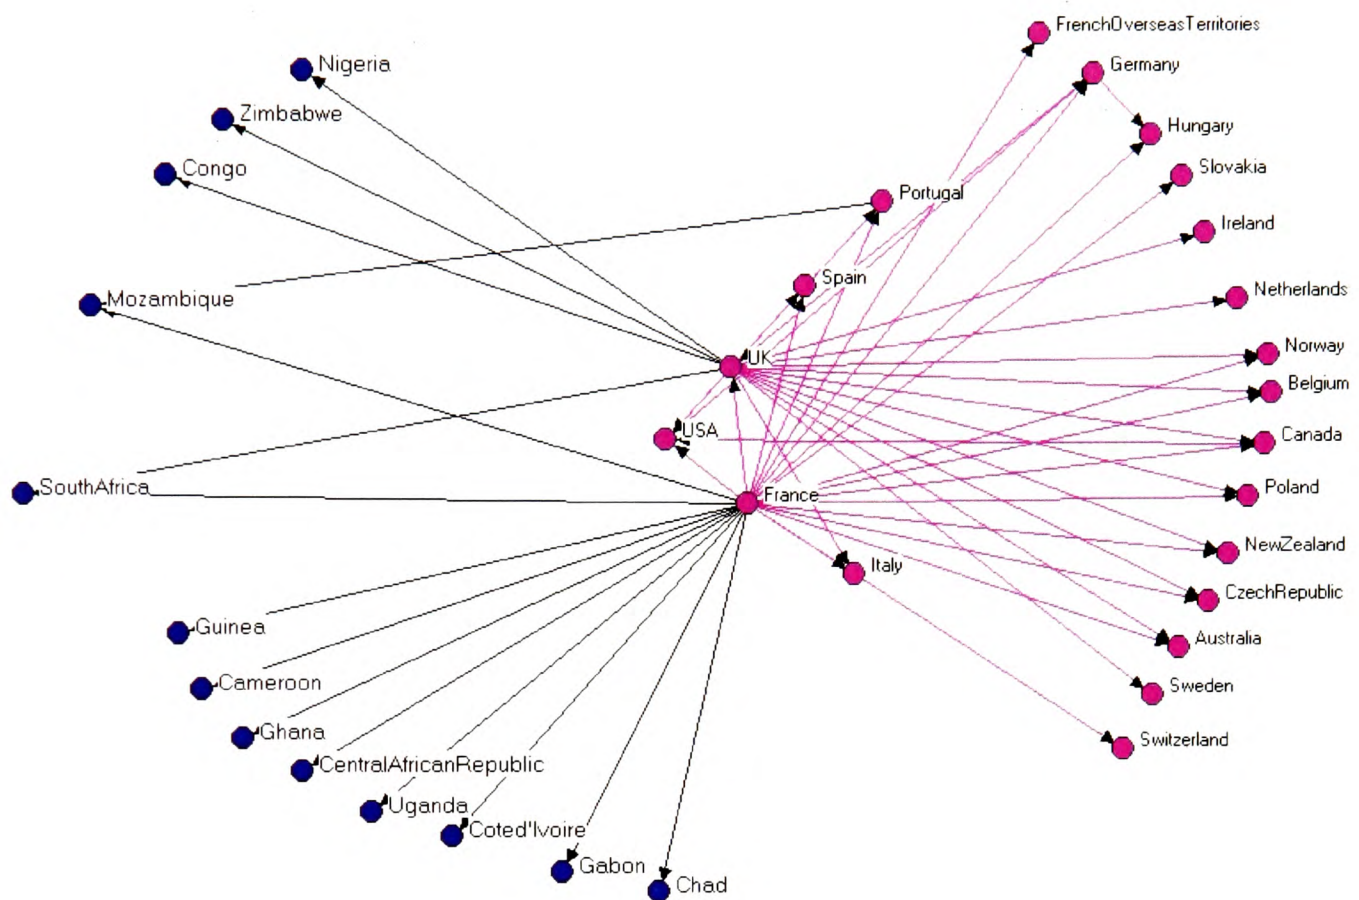 FrenchOverseasTerritories
Nigeria
Germany
Zimbabwe
Hungary
Congo
Slovakia
Portugal
Ireland
Spain
Netherlands
Mozambique
Norway
UK
Belgium
USA
Canada
SouthAfrica
Poland
France
NewZealand
Italy
CzechRepublic
Guinea
Australia
Cameroon
Sweden
Ghana
Switzerland
CentralAfricanRepublic
Uganda
Coted'Ivoire
Gabon
Chad